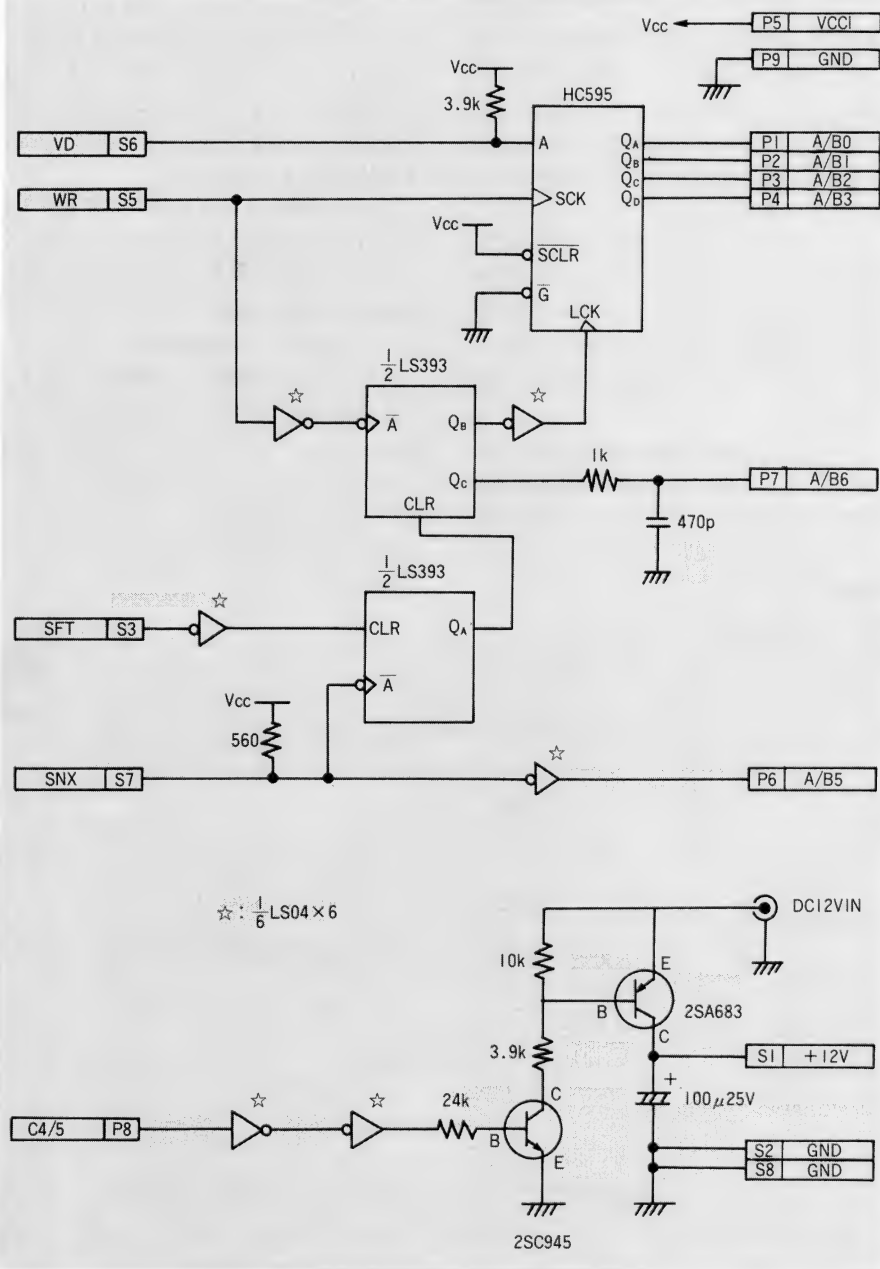 Vcc P5 VCCI
P9 GND
Vcc
3.9k
HC595
VD S6
A
QA
P1 A/B0
QB
P2 A/B1
WR S5
SCK
QC
P3 A/B2
QD
P4 A/B3
Vcc
SCLR
G
LCK
1/2 LS393
☆
☆
A
QB
1k
QC
P7 A/B6
CLR
470p
1/2 LS393
☆
SFT S3
CLR
QA
A
Vcc
560
☆
SNX S7
P6 A/B5
☆: 1/6 LS04×6
DC12VIN
10k
E
B
2SA683
C
3.9k
S1 +12V
+
100μ25V
☆
☆
24k
C
C4/5 P8
B
E
S2 GND
S8 GND
2SC945